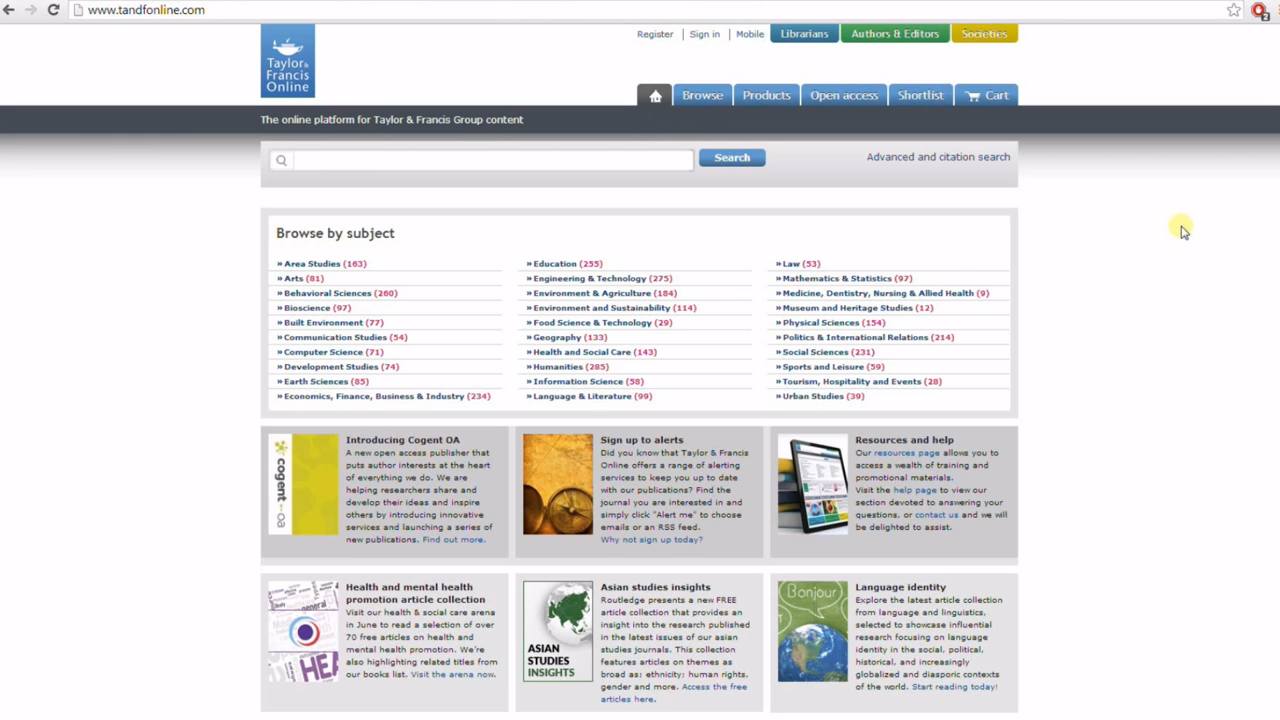 www.tandfonline.com
2
Register | Sign in | Mobile Librarians Authors & Editors Societies
Taylor &
Francis
Online
Browse Products Open access Shortlist Cart
The online platform for Taylor & Francis Group content
Search Advanced and citation search
Browse by subject
» Area Studies (163)
» Arts (81)
» Behavioral Sciences (260)
» Bioscience (97)
» Built Environment (77)
» Communication Studies (54)
» Computer Science (71)
» Development Studies (74)
» Earth Sciences (85)
» Economics, Finance, Business & Industry (234)
» Education (255)
» Engineering & Technology (275)
» Environment & Agriculture (184)
» Environment and Sustainability (114)
» Food Science & Technology (29)
» Geography (133)
» Health and Social Care (143)
» Humanities (285)
» Information Science (58)
» Language & Literature (99)
» Law (53)
» Mathematics & Statistics (97)
» Medicine, Dentistry, Nursing & Allied Health (9)
» Museum and Heritage Studies (12)
» Physical Sciences (154)
» Politics & International Relations (214)
» Social Sciences (231)
» Sports and Leisure (59)
» Tourism, Hospitality and Events (28)
» Urban Studies (39)
cogent oa
Introducing Cogent OA
A new open access publisher that
puts author interests at the heart
of everything we do. We are
helping researchers share and
develop their ideas and inspire
others by introducing innovative
services and launching a series of
new publications. Find out more.
Sign up to alerts
Did you know that Taylor & Francis
Online offers a range of alerting
services to keep you up to date
with our publications? Find the
journal you are interested in and
simply click "Alert me" to choose
emails or an RSS feed.
Why not sign up today?
Resources and help
Our resources page allows you to
access a wealth of training and
promotional materials.
Visit the help page to view our
section devoted to answering your
questions, or contact us and we will
be delighted to assist.
general
HEA
Health and mental health
promotion article collection
Visit our health & social care arena
in June to read a selection of over
70 free articles on health and
mental health promotion. We're
also highlighting related titles from
our books list. Visit the arena now.
ASIAN
STUDIES
INSIGHTS
Asian studies insights
Routledge presents a new FREE
article collection that provides an
insight into the research published
in the latest issues of our asian
studies journals. This collection
features articles on themes as
broad as; ethnicity; human rights,
gender and more. Access the free
articles here.
Bonjour
Language identity
Explore the latest article collection
from language and linguistics,
selected to showcase influential
research focusing on language
identity in the social, political,
historical, and increasingly
globalized and diasporic contexts
of the world. Start reading today!